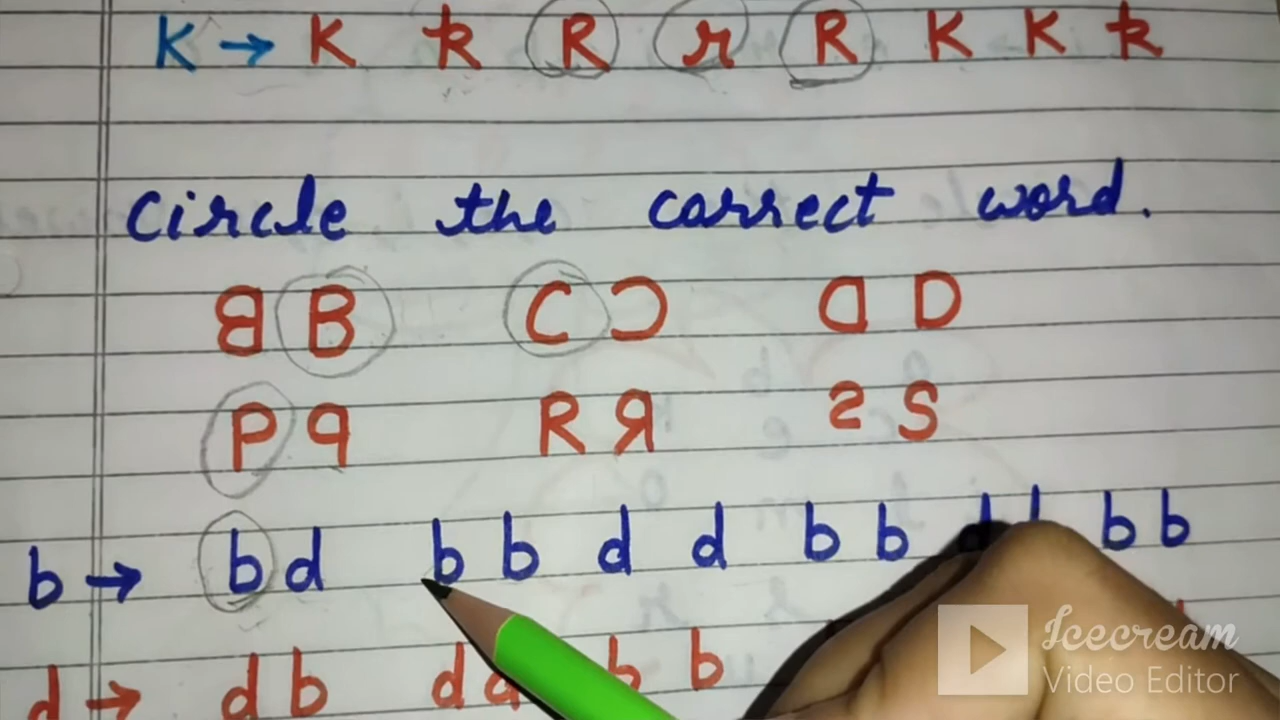 K → K k R r R K K k
Circle the correct word.
B B C C D D
P P R R S S
b → b d b b d d b b d b b
d → d b d d b b
Icecream
Video Editor